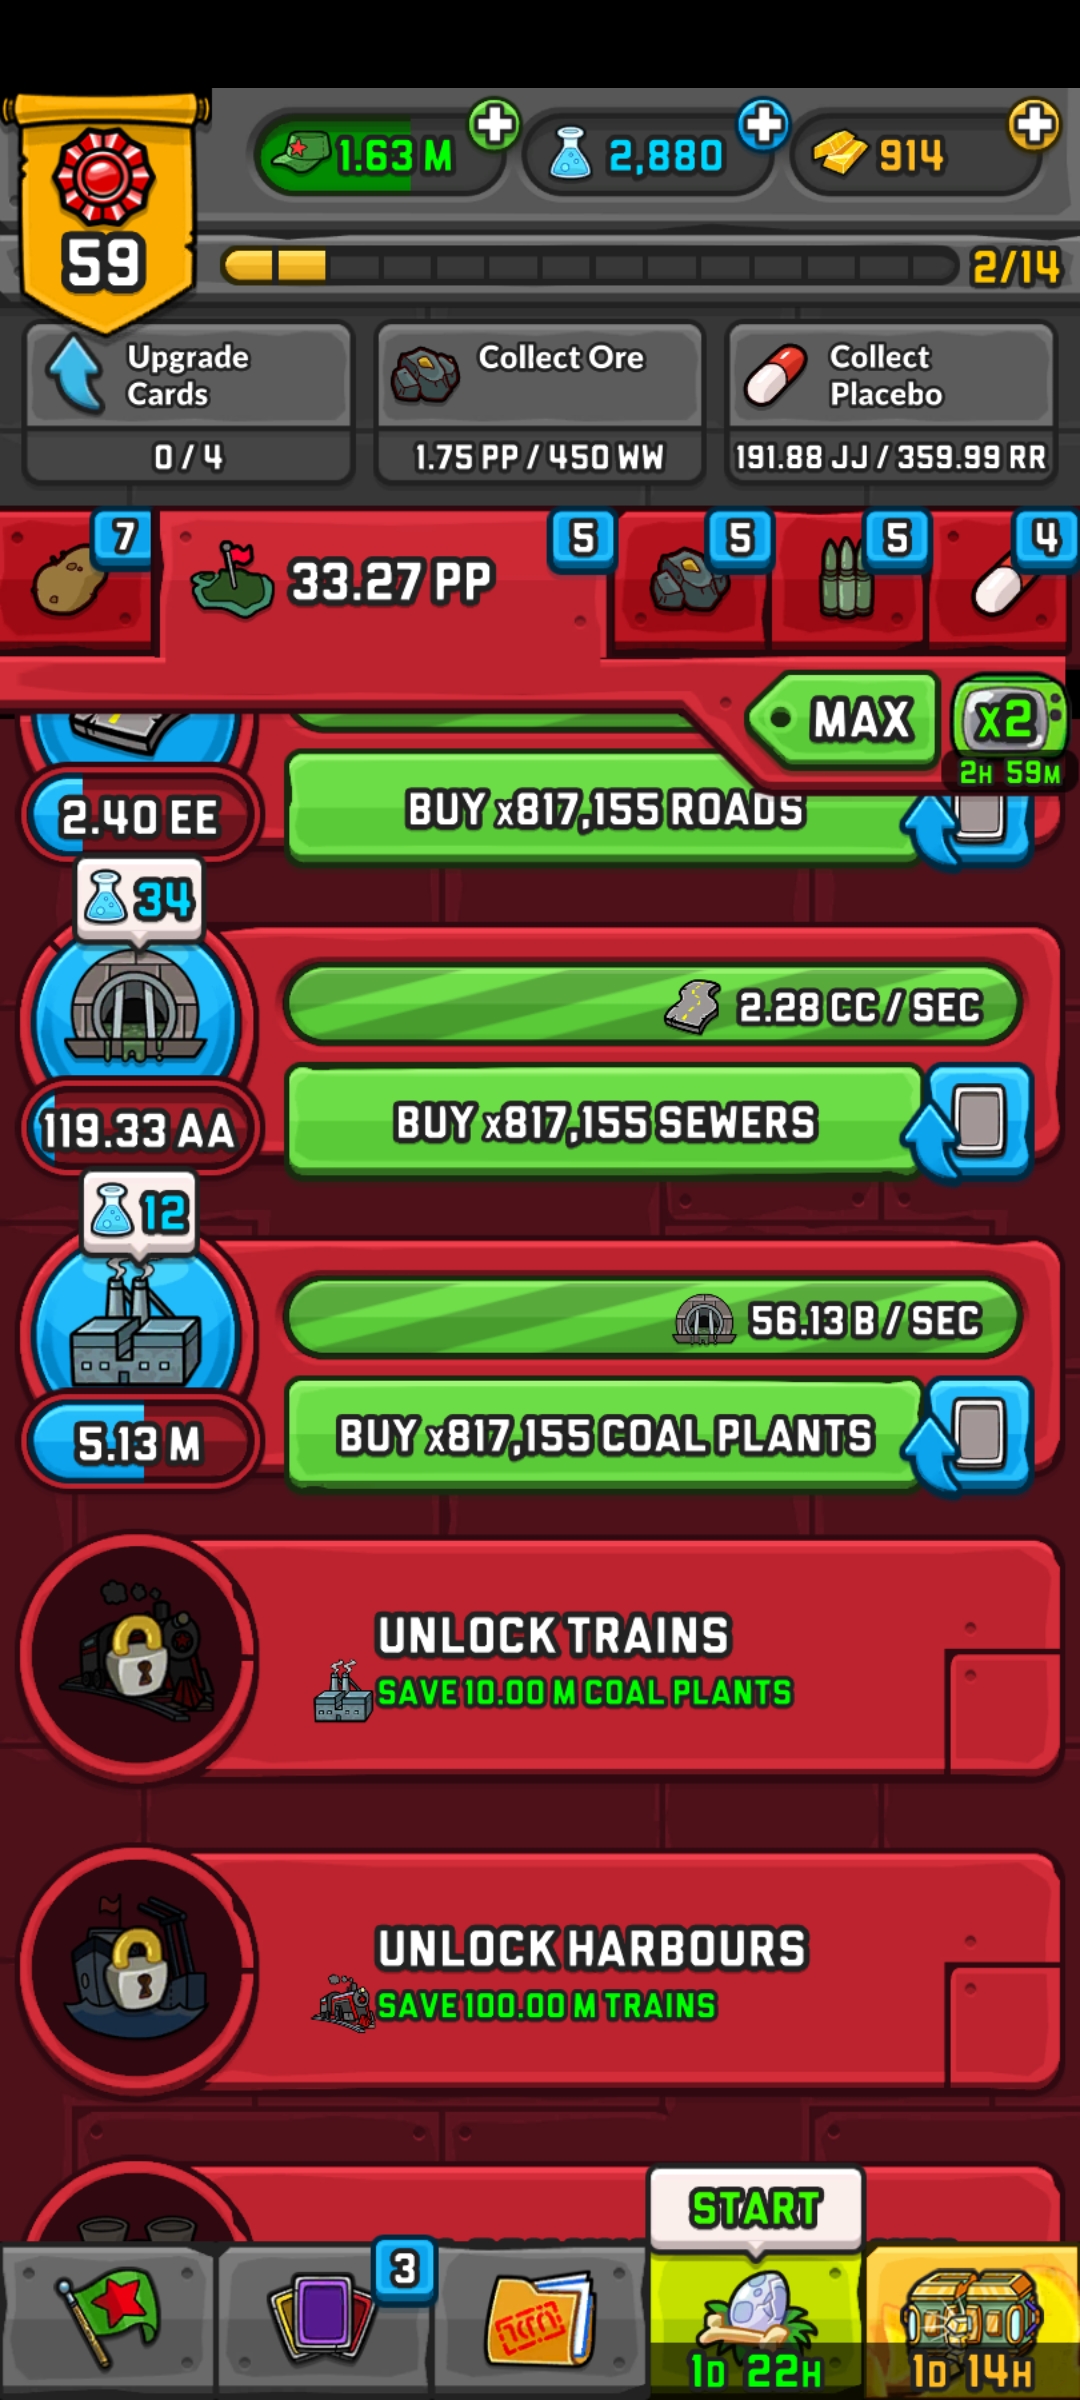 1.63 M
2,880
914
59
2/14
Upgrade
Cards
0 / 4
Collect Ore
1.75 PP / 450 WW
Collect
Placebo
191.88 JJ / 359.99 RR
7
33.27 PP
5
5
5
4
MAX
x2
2H 59M
2.40 EE
BUY x817,155 ROADS
34
2.28 CC / SEC
119.33 AA
BUY x817,155 SEWERS
12
56.13 B / SEC
5.13 M
BUY x817,155 COAL PLANTS
UNLOCK TRAINS
SAVE 10.00 M COAL PLANTS
UNLOCK HARBOURS
SAVE 100.00 M TRAINS
START
3
1D 22H
1D 14H